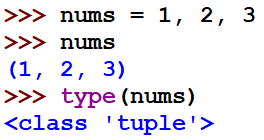 >>> nums = 1, 2, 3
>>> nums
(1, 2, 3)
>>> type(nums)
<class 'tuple'>